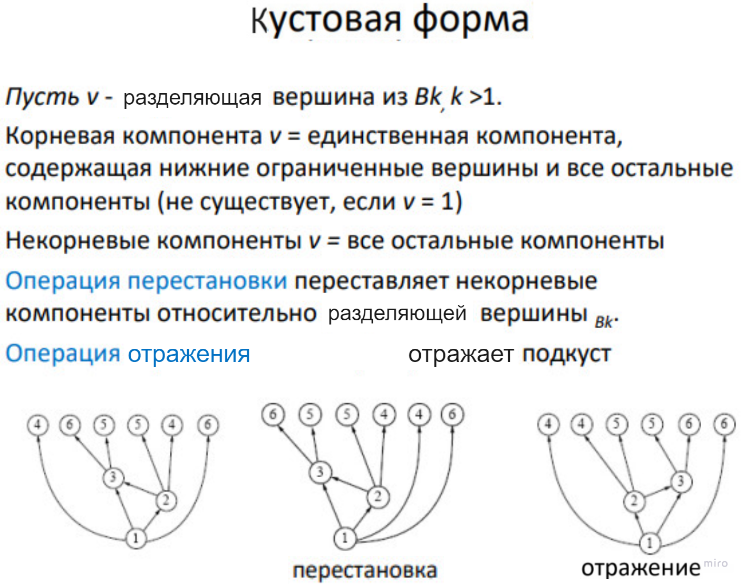 Кустовая форма
Пусть v - разделяющая вершина из Bk, k >1.
Корневая компонента v = единственная компонента,
содержащая нижние ограниченные вершины и все остальные
компоненты (не существует, если v = 1)
Некорневые компоненты v = все остальные компоненты
Операция перестановки переставляет некорневые
компоненты относительно разделяющей вершины Bk.
Операция отражения отражает подкуст
4 6 5 5 4 6
3
2
1
6 5 5 4 4 6
3
2
1
перестановка
4 4 5 5 6 6
3
2
1
отражение
miro